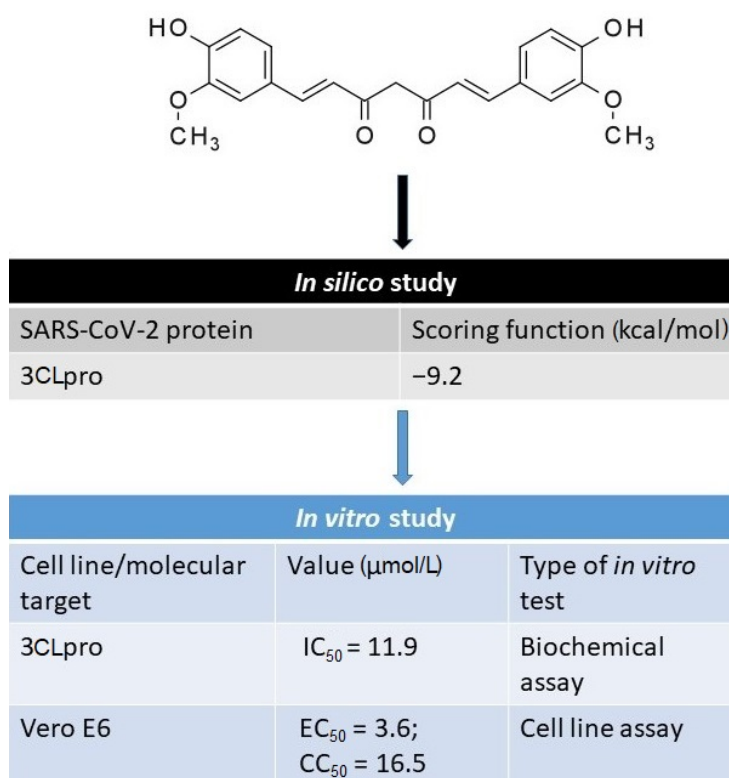 HO
OH
O
O
CH3
O
O
CH3
In silico study
SARS-CoV-2 protein
Scoring function (kcal/mol)
3CLpro
−9.2
In vitro study
Cell line/molecular
target
Value (μmol/L)
Type of in vitro
test
3CLpro
IC50 = 11.9
Biochemical
assay
Vero E6
EC50 = 3.6;
CC50 = 16.5
Cell line assay